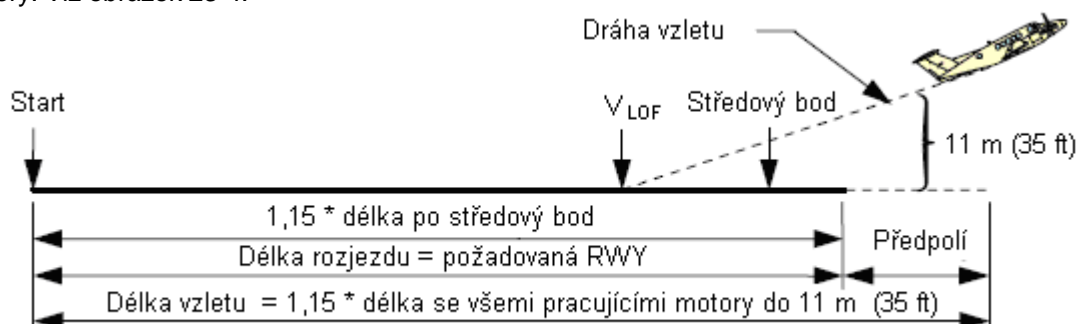 Dráha vzletu
Start
VLOF Středový bod
11 m (35 ft)
1,15 * délka po středový bod
Předpolí
Délka rozjezdu = požadovaná RWY
Délka vzletu = 1,15 * délka se všemi pracujícími motory do 11 m (35 ft)